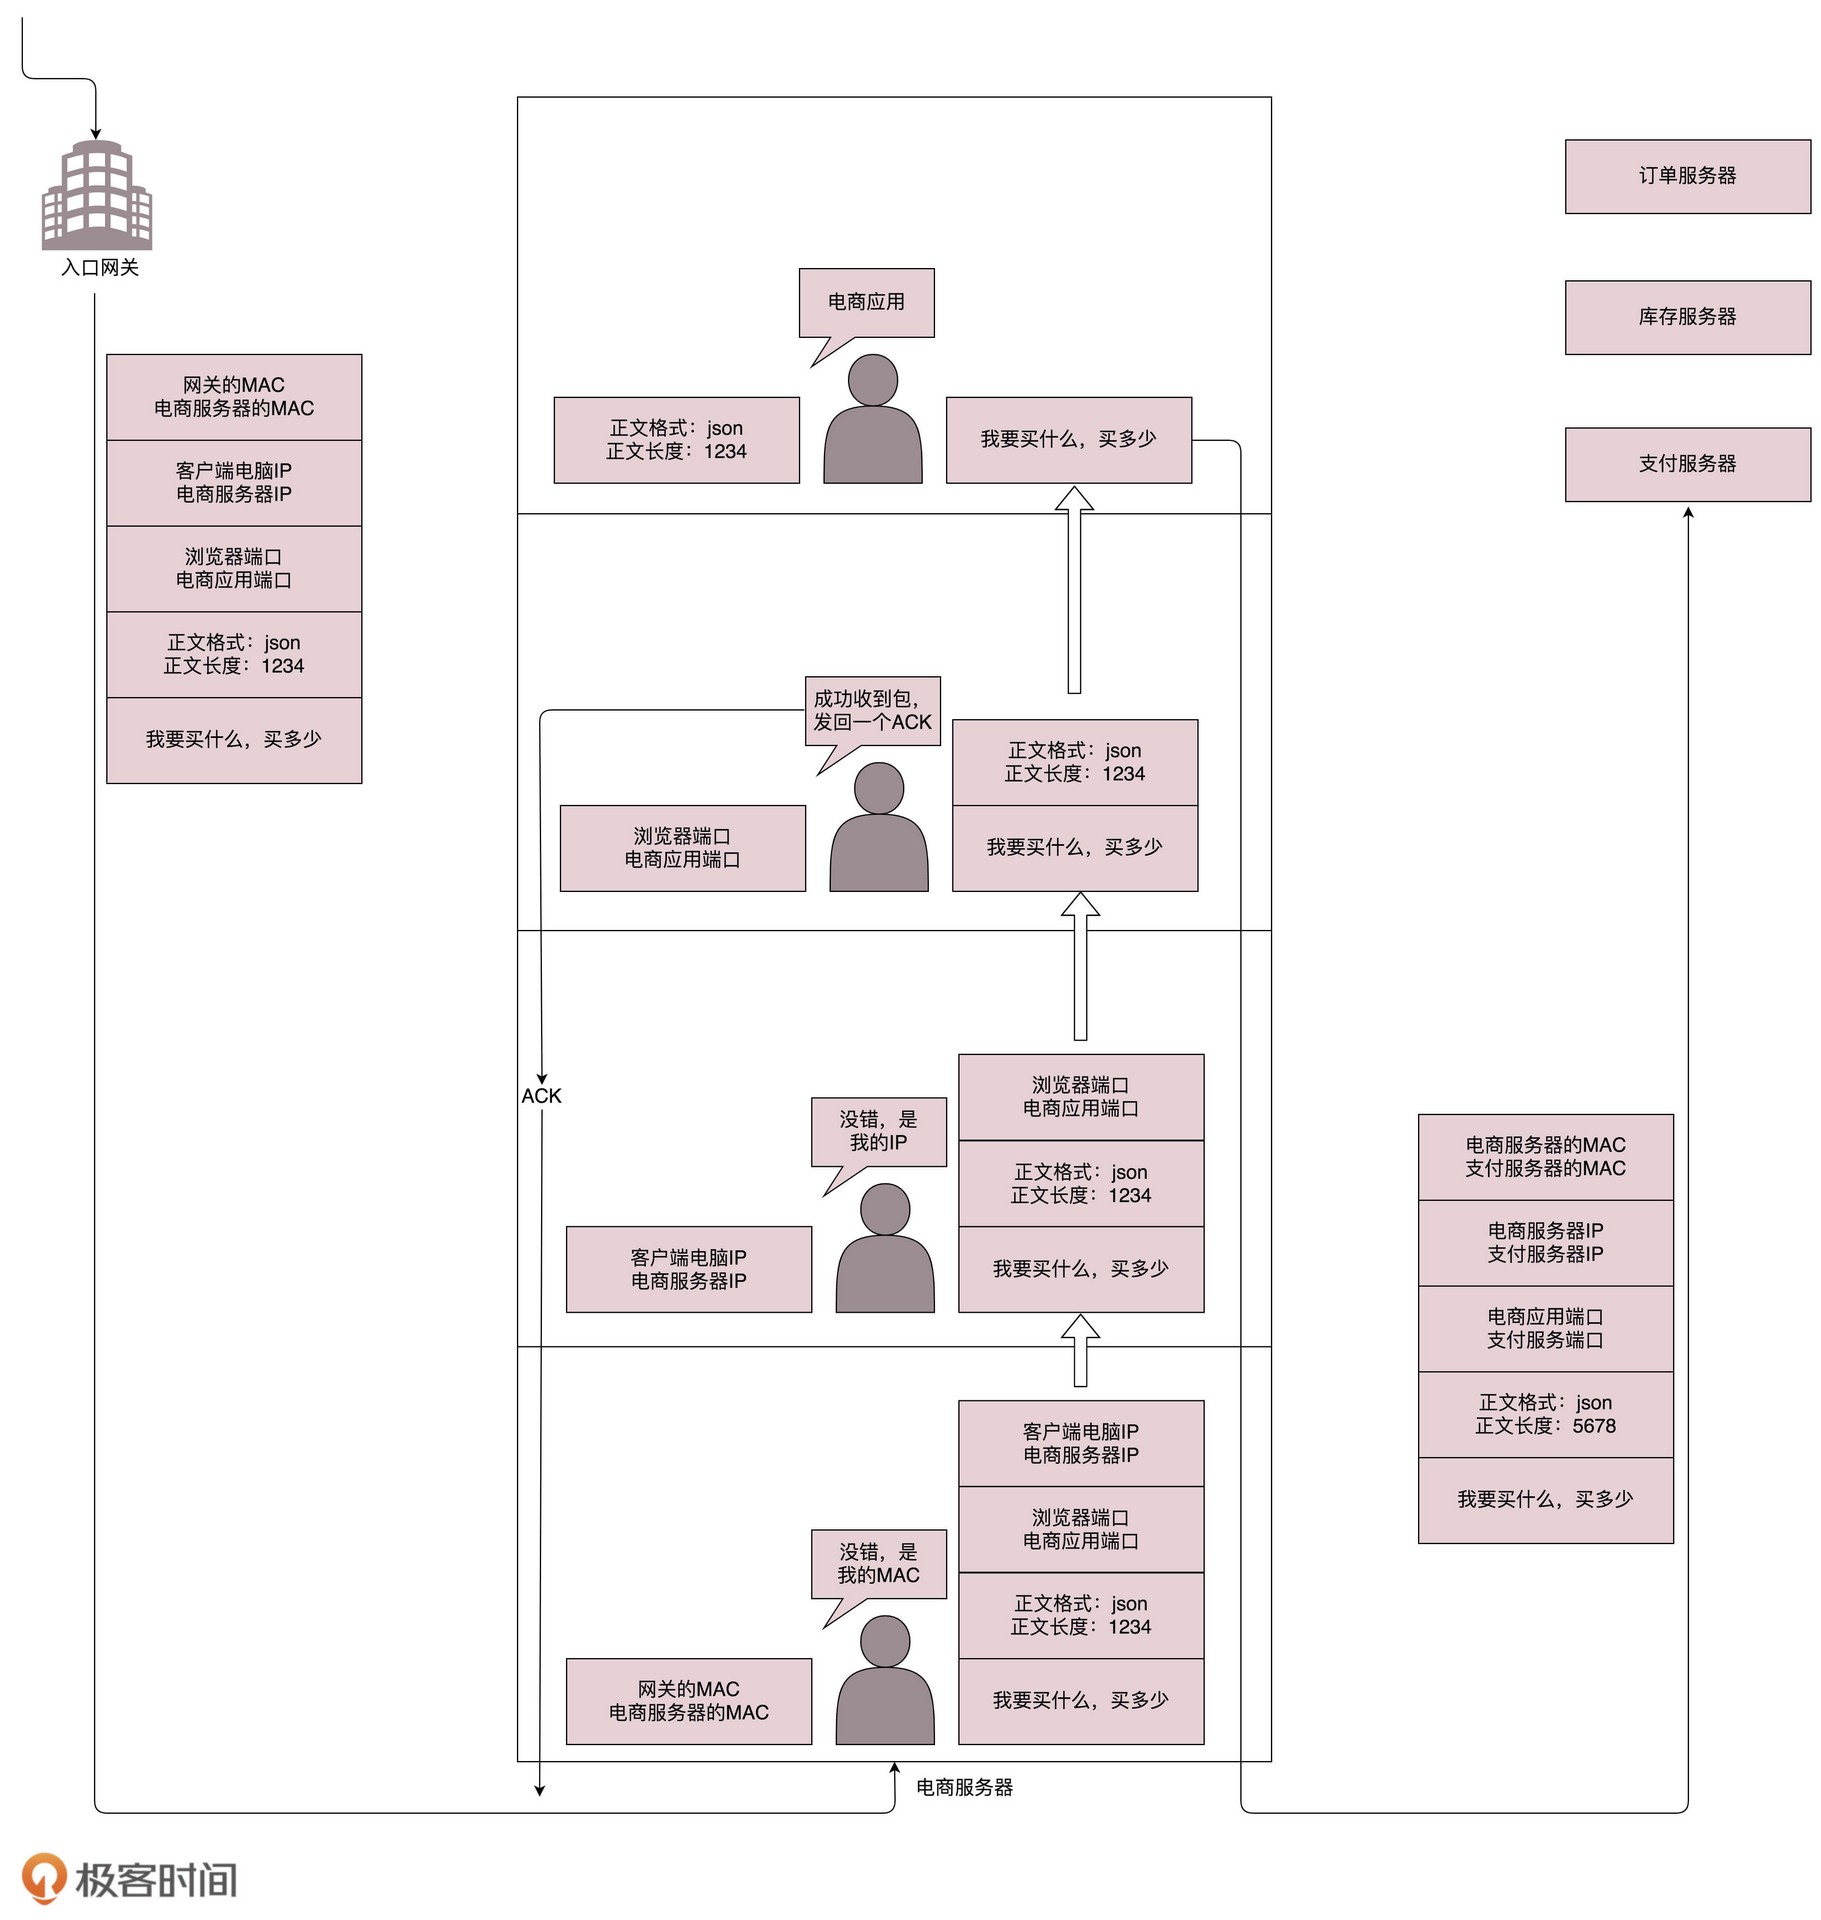 入口网关
网关的MAC
电商服务器的MAC
客户端电脑IP
电商服务器IP
浏览器端口
电商应用端口
正文格式：json
正文长度：1234
我要买什么，买多少
电商应用
正文格式：json
正文长度：1234
我要买什么，买多少
成功收到包，
发回一个ACK
浏览器端口
电商应用端口
正文格式：json
正文长度：1234
我要买什么，买多少
ACK
没错，是
我的IP
客户端电脑IP
电商服务器IP
浏览器端口
电商应用端口
正文格式：json
正文长度：1234
我要买什么，买多少
没错，是
我的MAC
网关的MAC
电商服务器的MAC
客户端电脑IP
电商服务器IP
浏览器端口
电商应用端口
正文格式：json
正文长度：1234
我要买什么，买多少
电商服务器
订单服务器
库存服务器
支付服务器
电商服务器的MAC
支付服务器的MAC
电商服务器IP
支付服务器IP
电商应用端口
支付服务端口
正文格式：json
正文长度：5678
我要买什么，买多少
极客时间